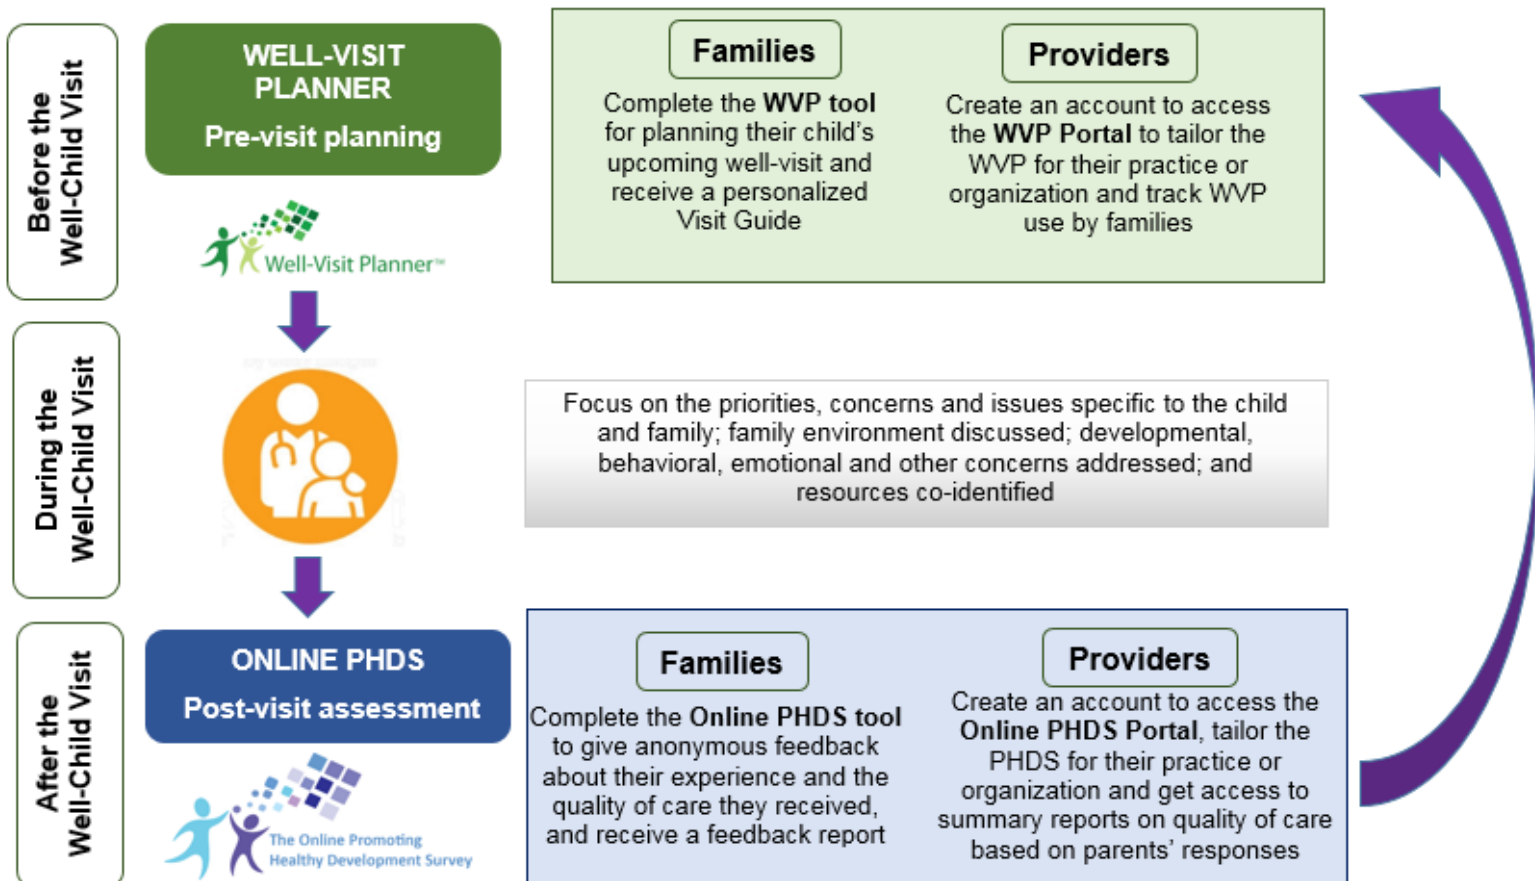 Before the
Well-Child Visit
WELL-VISIT
PLANNER
Pre-visit planning
Well-Visit Planner™
Families
Complete the WVP tool
for planning their child's
upcoming well-visit and
receive a personalized
Visit Guide
Providers
Create an account to access
the WVP Portal to tailor the
WVP for their practice or
organization and track WVP
use by families
During the
Well-Child Visit
Focus on the priorities, concerns and issues specific to the child
and family; family environment discussed; developmental,
behavioral, emotional and other concerns addressed; and
resources co-identified
After the
Well-Child Visit
ONLINE PHDS
Post-visit assessment
The Online Promoting
Healthy Development Survey
Families
Complete the Online PHDS tool
to give anonymous feedback
about their experience and the
quality of care they received,
and receive a feedback report
Providers
Create an account to access the
Online PHDS Portal, tailor the
PHDS for their practice or
organization and get access to
summary reports on quality of care
based on parents' responses